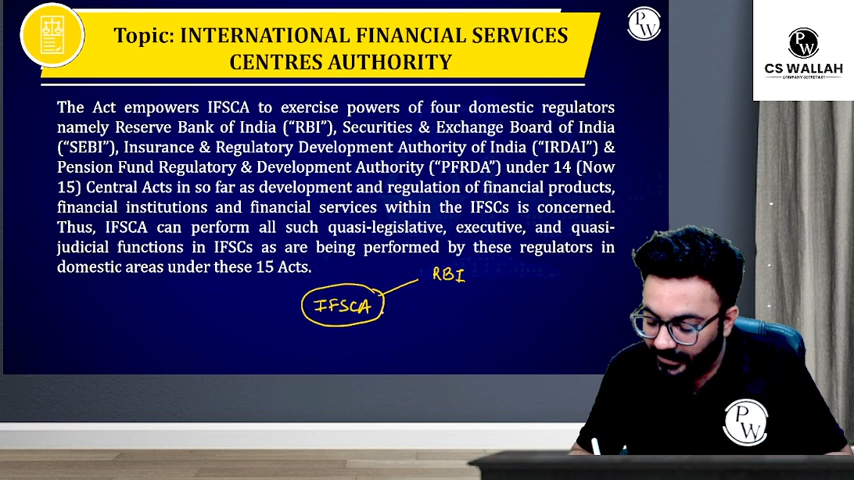 Topic: INTERNATIONAL FINANCIAL SERVICES
CENTRES AUTHORITY
P
W
P
W
CS WALLAH
COMPANY SECRETARY
The Act empowers IFSCA to exercise powers of four domestic regulators
namely Reserve Bank of India (“RBI”), Securities & Exchange Board of India
(“SEBI”), Insurance & Regulatory Development Authority of India (“IRDAI”) &
Pension Fund Regulatory & Development Authority (“PFRDA”) under 14 (Now
15) Central Acts in so far as development and regulation of financial products,
financial institutions and financial services within the IFSCs is concerned.
Thus, IFSCA can perform all such quasi-legislative, executive, and quasi-
judicial functions in IFSCs as are being performed by these regulators in
domestic areas under these 15 Acts.
RBI
IFSCA
P
W